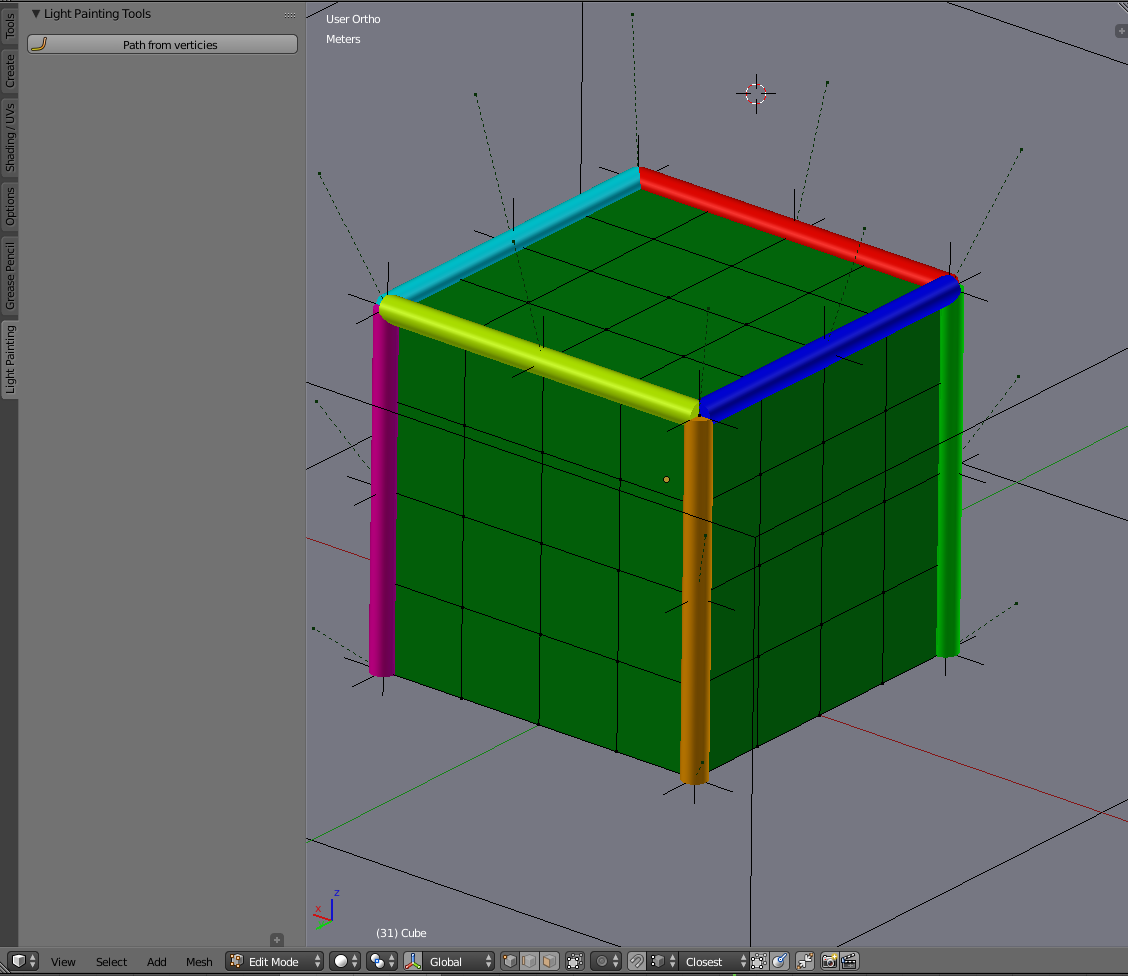 Light Painting Tools
Path from verticies
Tools
Create
Shading / UVs
Options
Grease Pencil
Light Painting
User Ortho
Meters
z
x
(31) Cube
View
Select
Add
Mesh
Edit Mode
Global
Closest